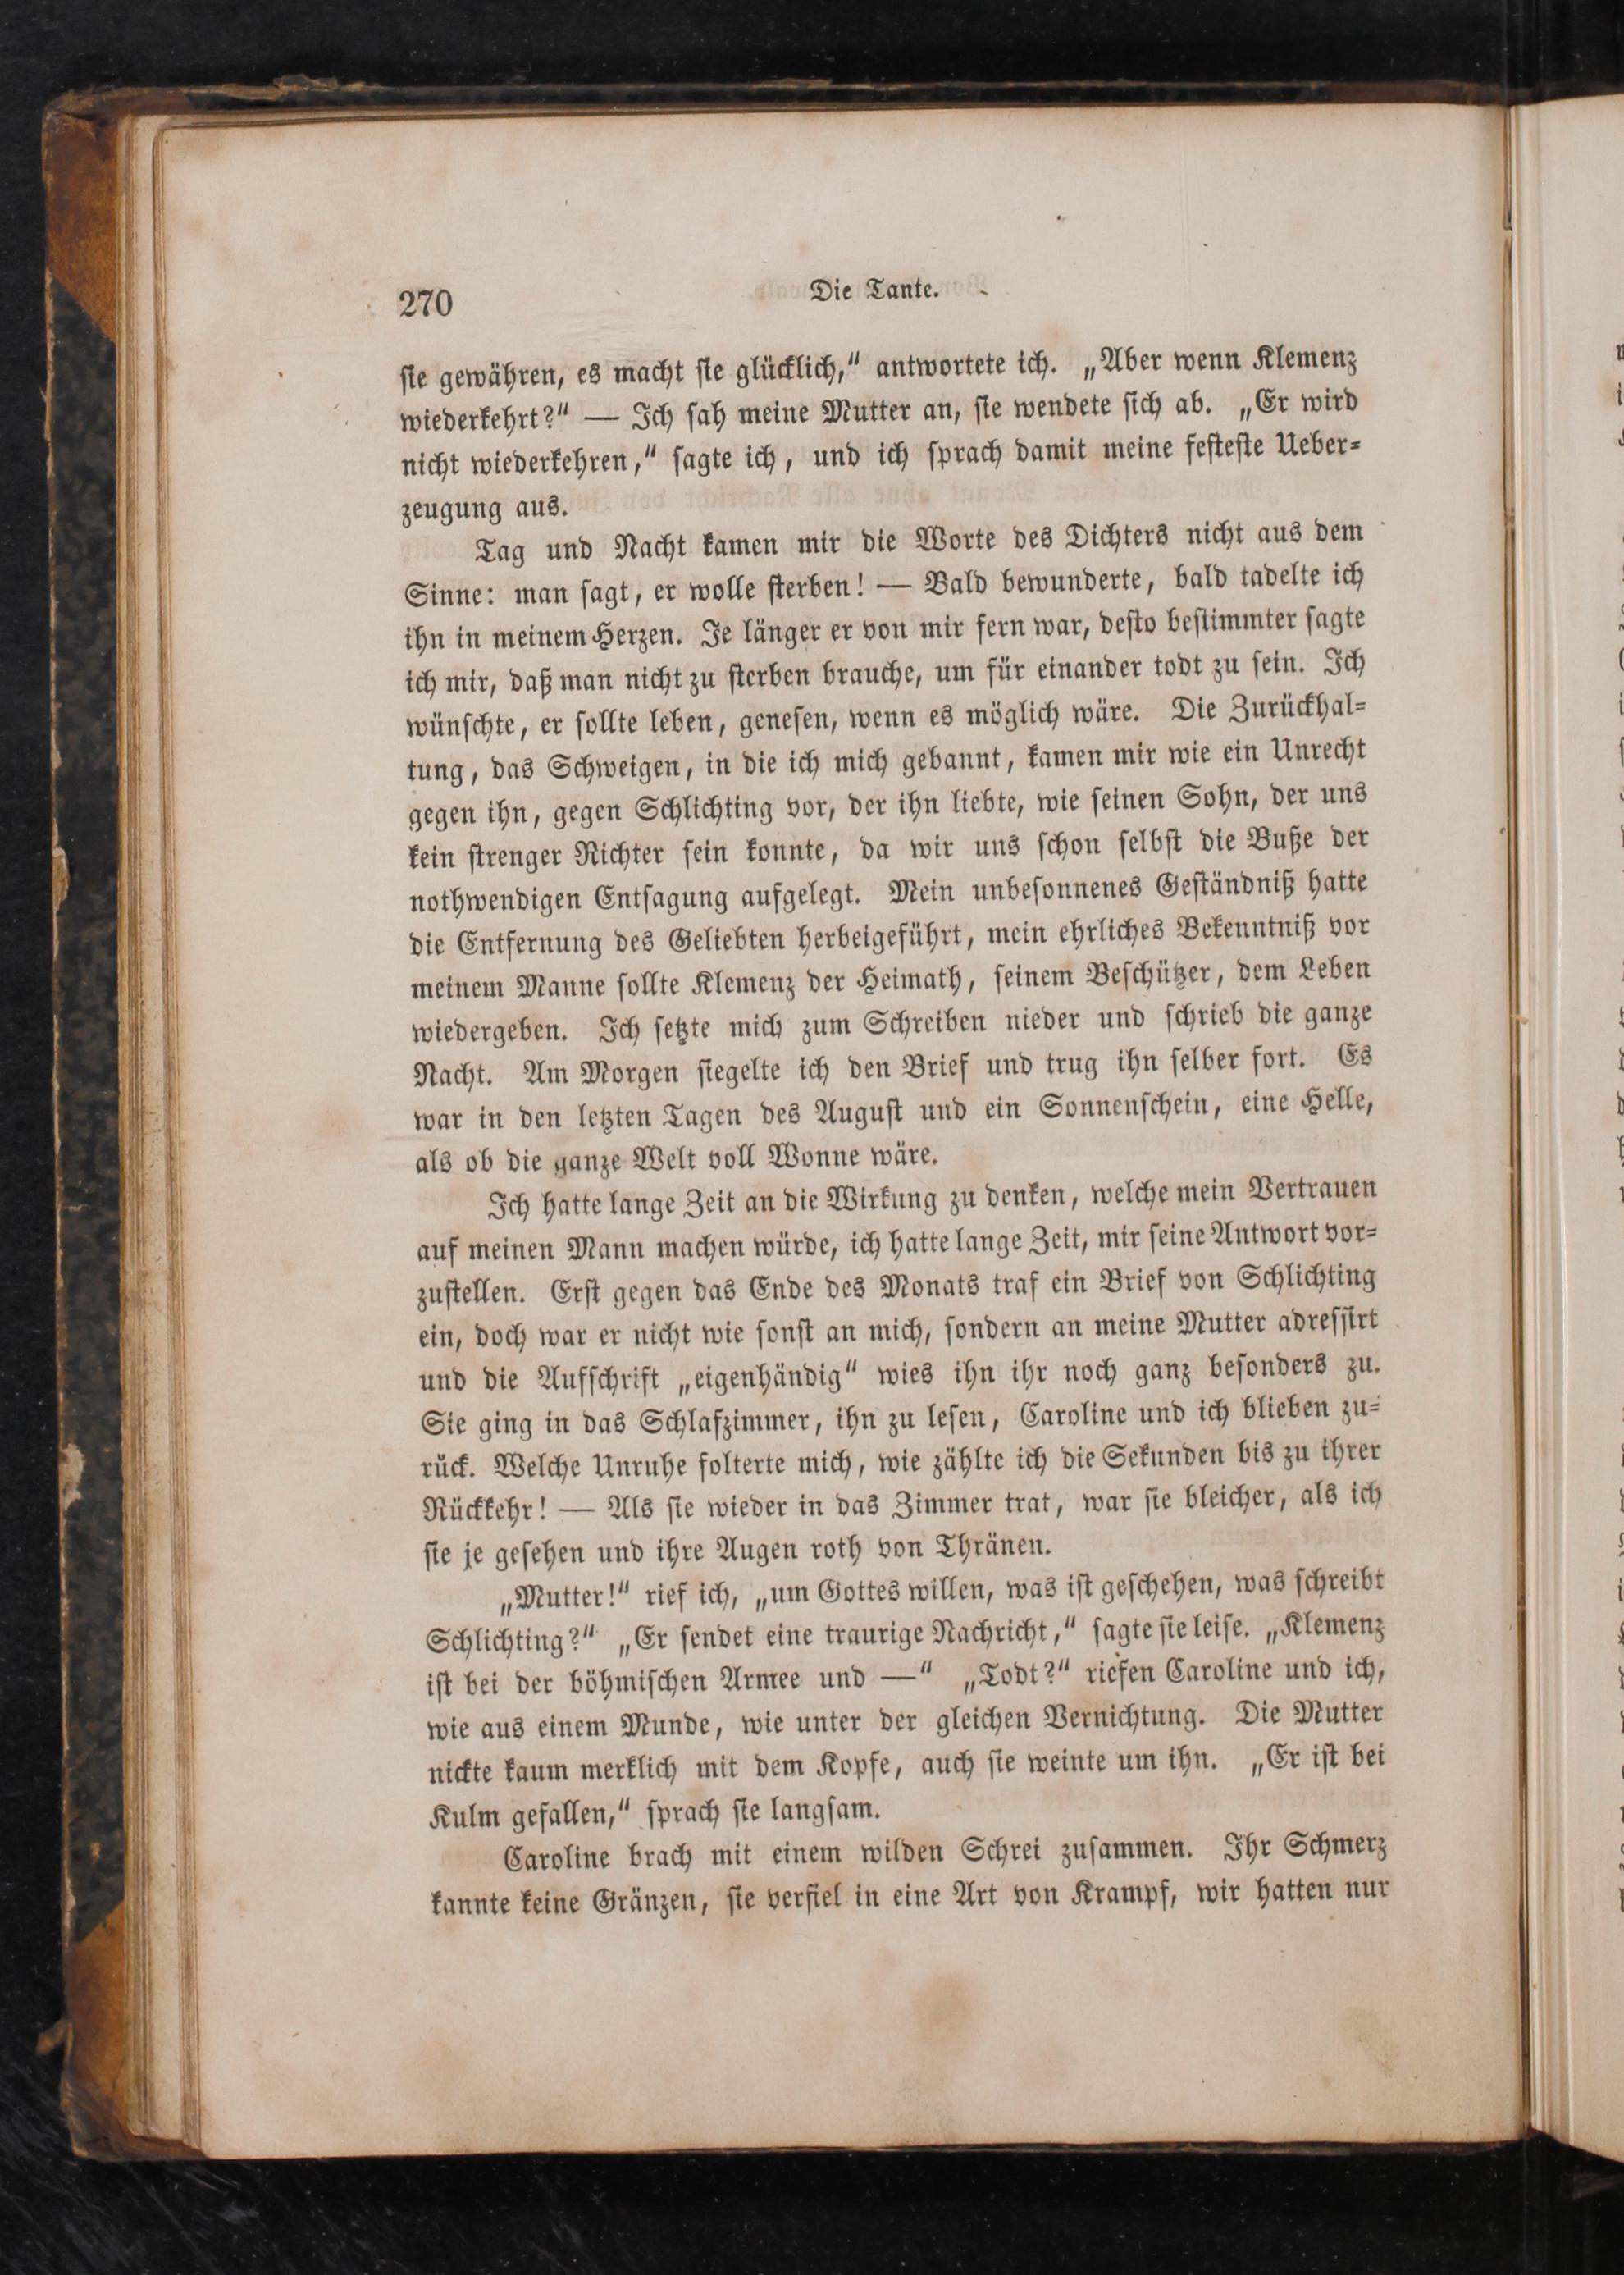 270
Die Tante.
sie gewähren, es macht sie glücklich,“ antwortete ich. „Aber wenn Klemenz
wiederkehrt?“ — Ich sah meine Mutter an, sie wendete sich ab. „Er wird
nicht wiederkehren,“ sagte ich, und ich sprach damit meine festeste Ueber-
zeugung aus.
Tag und Nacht kamen mir die Worte des Dichters nicht aus dem
Sinne: man sagt, er wolle sterben! — Bald bewunderte, bald tadelte ich
ihn in meinem Herzen. Je länger er von mir fern war, desto bestimmter sagte
ich mir, daß man nicht zu sterben brauche, um für einander todt zu sein. Ich
wünschte, er sollte leben, genesen, wenn es möglich wäre. Die Zurückhal-
tung, das Schweigen, in die ich mich gebannt, kamen mir wie ein Unrecht
gegen ihn, gegen Schlichting vor, der ihn liebte, wie seinen Sohn, der uns
kein strenger Richter sein konnte, da wir uns schon selbst die Buße der
nothwendigen Entsagung aufgelegt. Mein unbesonnenes Geständniß hatte
die Entfernung des Geliebten herbeigeführt, mein ehrliches Bekenntniß vor
meinem Manne sollte Klemenz der Heimath, seinem Beschützer, dem Leben
wiedergeben. Ich setzte mich zum Schreiben nieder und schrieb die ganze
Nacht. Am Morgen siegelte ich den Brief und trug ihn selber fort. Es
war in den letzten Tagen des August und ein Sonnenschein, eine Helle,
als ob die ganze Welt voll Wonne wäre.
Ich hatte lange Zeit an die Wirkung zu denken, welche mein Vertrauen
auf meinen Mann machen würde, ich hatte lange Zeit, mir seine Antwort vor-
zustellen. Erst gegen das Ende des Monats traf ein Brief von Schlichting
ein, doch war er nicht wie sonst an mich, sondern an meine Mutter adressirt
und die Aufschrift „eigenhändig“ wies ihn ihr noch ganz besonders zu.
Sie ging in das Schlafzimmer, ihn zu lesen, Caroline und ich blieben zu-
rück. Welche Unruhe folterte mich, wie zählte ich die Sekunden bis zu ihrer
Rückkehr! — Als sie wieder in das Zimmer trat, war sie bleicher, als ich
sie je gesehen und ihre Augen roth von Thränen.
„Mutter!“ rief ich, „um Gottes willen, was ist geschehen, was schreibt
Schlichting?“ „Er sendet eine traurige Nachricht,“ sagte sie leise. „Klemenz
ist bei der böhmischen Armee und —“ „Todt?“ riefen Caroline und ich,
wie aus einem Munde, wie unter der gleichen Vernichtung. Die Mutter
nickte kaum merklich mit dem Kopfe, auch sie weinte um ihn. „Er ist bei
Kulm gefallen,“ sprach sie langsam.
Caroline brach mit einem wilden Schrei zusammen. Ihr Schmerz
kannte keine Gränzen, sie verfiel in eine Art von Krampf, wir hatten nur